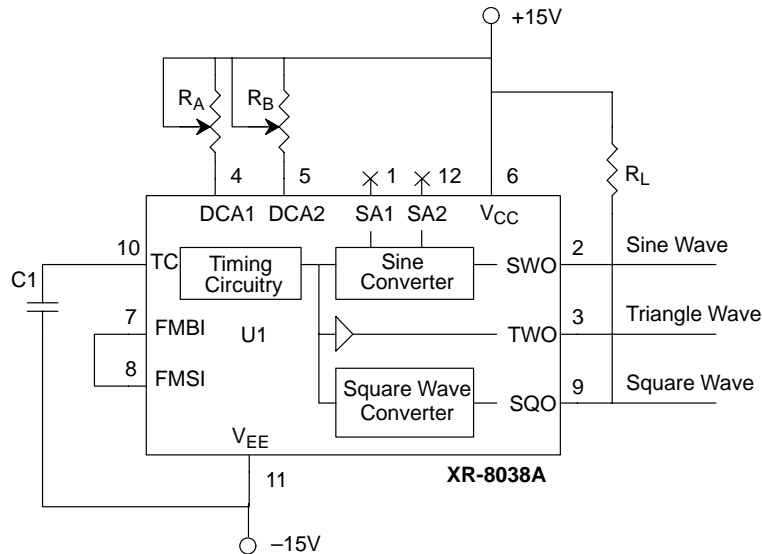 +15V
RA
RB
4
5
1
12
6
RL
DCA1
DCA2
SA1
SA2
VCC
10
TC
Timing
Circuitry
Sine
Converter
SWO
2
Sine Wave
C1
7
FMBI
U1
TWO
3
Triangle Wave
8
FMSI
Square Wave
Converter
SQO
9
Square Wave
VEE
11
XR-8038A
–15V